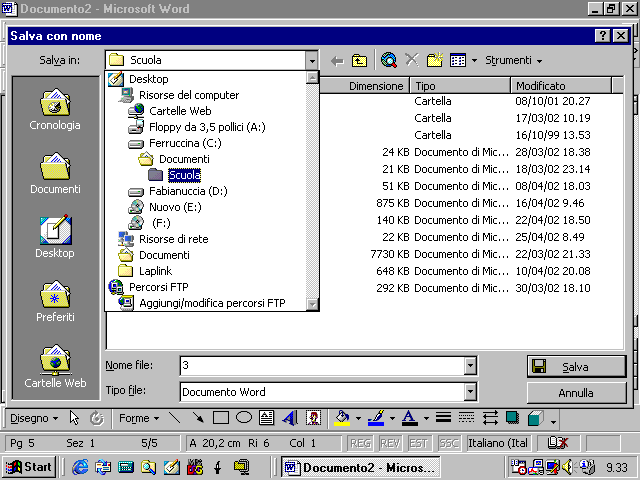 Documento2 - Microsoft Word
Salva con nome
Salva in: Scuola Strumenti
Dimensione Tipo Modificato
Desktop
Risorse del computer
Cartelle Web
Floppy da 3,5 pollici (A:)
Ferruccina (C:)
Documenti
Scuola
Fabianuccia (D:)
Nuovo (E:)
(F:)
Risorse di rete
Documenti
Laplink
Percorsi FTP
Aggiungi/modifica percorsi FTP
Cartella 08/10/01 20.27
Cartella 17/03/02 10.19
Cartella 16/10/99 13.53
24 KB Documento di Mic... 28/03/02 18.38
21 KB Documento di Mic... 18/03/02 23.14
51 KB Documento di Mic... 08/04/02 18.03
875 KB Documento di Mic... 16/04/02 9.46
140 KB Documento di Mic... 22/04/02 18.50
22 KB Documento di Mic... 25/04/02 8.49
7730 KB Documento di Mic... 22/03/02 21.33
648 KB Documento di Mic... 10/04/02 20.08
292 KB Documento di Mic... 30/03/02 18.10
Cronologia
Documenti
Desktop
Preferiti
Cartelle Web
Nome file: 3 Salva
Tipo file: Documento Word Annulla
Disegno Forme
Pg 5 Sez 1 5/5 A 20,2 cm Ri 6 Col 1 REG REV EST SSC Italiano (Ital
Start Documento2 - Micros... 9.33